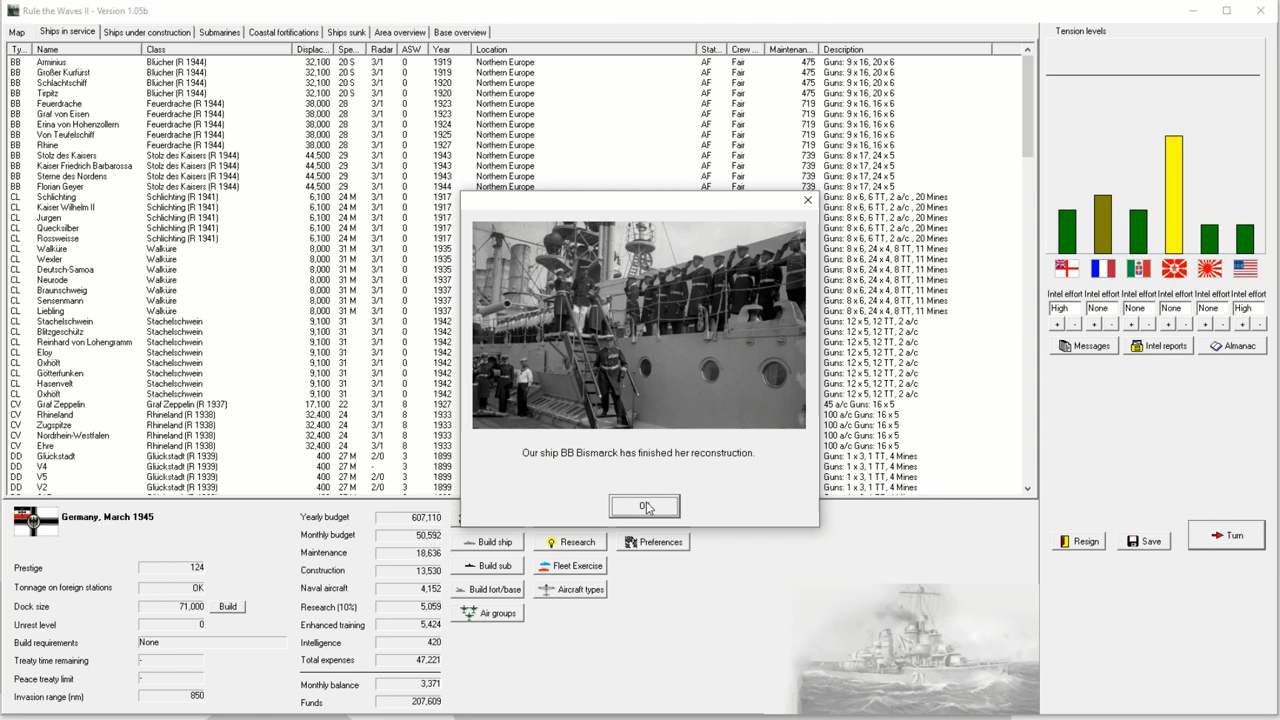 Rule the Waves II - Version 1.05b
Map Ships in service Ships under construction Submarines Coastal fortifications Ships sunk Area overview Base overview
Ty... Name Class Displac... Spe... Radar ASW Year Location Stat... Crew ... Maintenan... Description
BB Arminius Blücher (R 1944) 32,100 20 S 3/1 0 1919 Northern Europe AF Fair 475 Guns: 9 x 16, 20 x 6
BB Großer Kurfürst Blücher (R 1944) 32,100 20 S 3/1 0 1919 Northern Europe AF Fair 475 Guns: 9 x 16, 20 x 6
BB Schlachtschiff Blücher (R 1944) 32,100 20 S 3/1 0 1920 Northern Europe AF Fair 475 Guns: 9 x 16, 20 x 6
BB Tirpitz Blücher (R 1944) 32,100 20 S 3/1 0 1920 Northern Europe AF Fair 475 Guns: 9 x 16, 20 x 6
BB Feuerdrache Feuerdrache (R 1944) 38,000 28 3/1 0 1923 Northern Europe AF Fair 719 Guns: 9 x 16, 16 x 6
BB Graf von Eisen Feuerdrache (R 1944) 38,000 28 3/1 0 1923 Northern Europe AF Fair 719 Guns: 9 x 16, 16 x 6
BB Erina von Hohenzollern Feuerdrache (R 1944) 38,000 28 3/1 0 1924 Northern Europe AF Fair 719 Guns: 9 x 16, 16 x 6
BB Von Teufelschiff Feuerdrache (R 1944) 38,000 28 3/1 0 1925 Northern Europe AF Fair 719 Guns: 9 x 16, 16 x 6
BB Rhine Feuerdrache (R 1944) 38,000 28 3/1 0 1927 Northern Europe AF Fair 719 Guns: 9 x 16, 16 x 6
BB Stolz des Kaisers Stolz des Kaisers (R 1944) 44,500 29 3/1 0 1943 Northern Europe AF Fair 739 Guns: 8 x 17, 24 x 5
BB Kaiser Friedrich Barbarossa Stolz des Kaisers (R 1944) 44,500 29 3/1 0 1943 Northern Europe AF Fair 739 Guns: 8 x 17, 24 x 5
BB Sterne des Nordens Stolz des Kaisers (R 1944) 44,500 29 3/1 0 1943 Northern Europe AF Fair 739 Guns: 8 x 17, 24 x 5
BB Florian Geyer Stolz des Kaisers (R 1944) 44,500 29 3/1 0 1944 Northern Europe AF Fair 739 Guns: 8 x 17, 24 x 5
CL Schlichting Schlichting (R 1941) 6,100 24 M 3/1 0 1917 Guns: 8 x 6, 6 TT, 2 a/c , 20 Mines
CL Kaiser Wilhelm II Schlichting (R 1941) 6,100 24 M 3/1 0 1917 Guns: 8 x 6, 6 TT, 2 a/c , 20 Mines
CL Jurgen Schlichting (R 1941) 6,100 24 M 3/1 0 1917 Guns: 8 x 6, 6 TT, 2 a/c , 20 Mines
CL Quecksilber Schlichting (R 1941) 6,100 24 M 3/1 0 1917 Guns: 8 x 6, 6 TT, 2 a/c , 20 Mines
CL Rossweisse Schlichting (R 1941) 6,100 24 M 3/1 0 1917 Guns: 8 x 6, 6 TT, 2 a/c , 20 Mines
CL Walküre Walküre 8,000 31 M 3/1 0 1935 Guns: 8 x 6, 24 x 4, 8 TT, 11 Mines
CL Wexler Walküre 8,000 31 M 3/1 0 1935 Guns: 8 x 6, 24 x 4, 8 TT, 11 Mines
CL Deutsch-Samoa Walküre 8,000 31 M 3/1 0 1936 Guns: 8 x 6, 24 x 4, 8 TT, 11 Mines
CL Neurode Walküre 8,000 31 M 3/1 0 1937 Guns: 8 x 6, 24 x 4, 8 TT, 11 Mines
CL Braunschweig Walküre 8,000 31 M 3/1 0 1937 Guns: 8 x 6, 24 x 4, 8 TT, 11 Mines
CL Sensenmann Walküre 8,000 31 M 3/1 0 1937 Guns: 8 x 6, 24 x 4, 8 TT, 11 Mines
CL Liebling Walküre 8,000 31 M 3/1 0 1937 Guns: 8 x 6, 24 x 4, 8 TT, 11 Mines
CL Stachelschwein Stachelschwein 9,100 31 3/1 0 1942 Guns: 12 x 5, 12 TT, 2 a/c
CL Blitzgeschütz Stachelschwein 9,100 31 3/1 0 1942 Guns: 12 x 5, 12 TT, 2 a/c
CL Reinhard von Lohengramm Stachelschwein 9,100 31 3/1 0 1942 Guns: 12 x 5, 12 TT, 2 a/c
CL Eloy Stachelschwein 9,100 31 3/1 0 1942 Guns: 12 x 5, 12 TT, 2 a/c
CL Oxhöft Stachelschwein 9,100 31 3/1 0 1942 Guns: 12 x 5, 12 TT, 2 a/c
CL Götterfunken Stachelschwein 9,100 31 3/1 0 1942 Guns: 12 x 5, 12 TT, 2 a/c
CL Hasenvelt Stachelschwein 9,100 31 3/1 0 1942 Guns: 12 x 5, 12 TT, 2 a/c
CL Oxhöft Stachelschwein 9,100 31 3/1 0 1942 Guns: 12 x 5, 12 TT, 2 a/c
CV Graf Zeppelin Graf Zeppelin (R 1937) 17,100 22 3/1 8 1927 45 a/c Guns: 16 x 5
CV Rhineland Rhineland (R 1938) 32,400 24 3/1 8 1933 100 a/c Guns: 16 x 5
CV Zugspitze Rhineland (R 1938) 32,400 24 3/1 8 1933 100 a/c Guns: 16 x 5
CV Nordrhein-Westfalen Rhineland (R 1938) 32,400 24 3/1 8 1933 100 a/c Guns: 16 x 5
CV Ehre Rhineland (R 1938) 32,400 24 3/1 8 1933 100 a/c Guns: 16 x 5
DD Glückstadt Glückstadt (R 1939) 400 27 M 3/1 3 1899 Guns: 1 x 3, 1 TT, 4 Mines
DD V4 Glückstadt (R 1939) 400 27 M - 3 1899 Guns: 1 x 3, 1 TT, 4 Mines
DD V5 Glückstadt (R 1939) 400 27 M 2/0 3 1899 Guns: 1 x 3, 1 TT, 4 Mines
DD V2 Glückstadt (R 1939) 400 27 M 2/0 3 1899 Guns: 1 x 3, 1 TT, 4 Mines
Our ship BB Bismarck has finished her reconstruction.
Tension levels
Intel effort Intel effort Intel effort Intel effort Intel effort Intel effort
High None None None None High
+ - + - + - + - + - + -
Messages Intel reports Almanac
Resign Save Turn
Germany, March 1945
Prestige 124
Tonnage on foreign stations OK
Dock size 71,000 Build
Unrest level 0
Build requirements None
Treaty time remaining -
Peace treaty limit -
Invasion range (nm) 850
Yearly budget 607,110
Monthly budget 50,592
Maintenance 18,636
Construction 13,530
Naval aircraft 4,152
Research (10%) 5,059
Enhanced training 5,424
Intelligence 420
Total expenses 47,221
Monthly balance 3,371
Funds 207,609
Build ship Research Preferences
Build sub Fleet Exercise
Build fort/base Aircraft types
Air groups